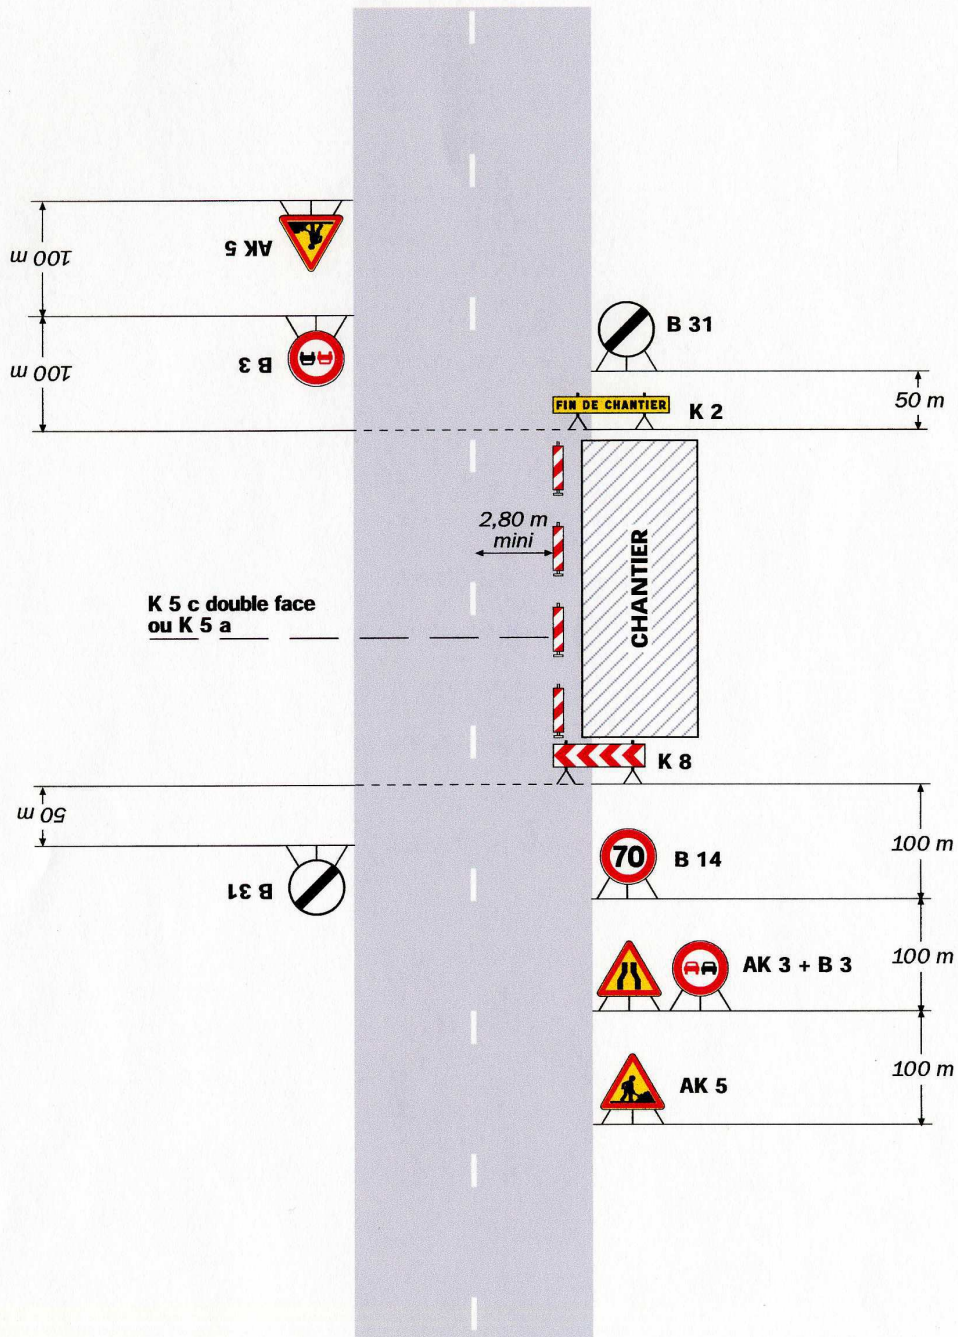 AK 5
100 m
B 3
100 m
B 31
FIN DE CHANTIER
K 2
50 m
2,80 m
mini
CHANTIER
K 5 c double face
ou K 5 a
K 8
50 m
B 31
70
B 14
100 m
AK 3 + B 3
100 m
AK 5
100 m